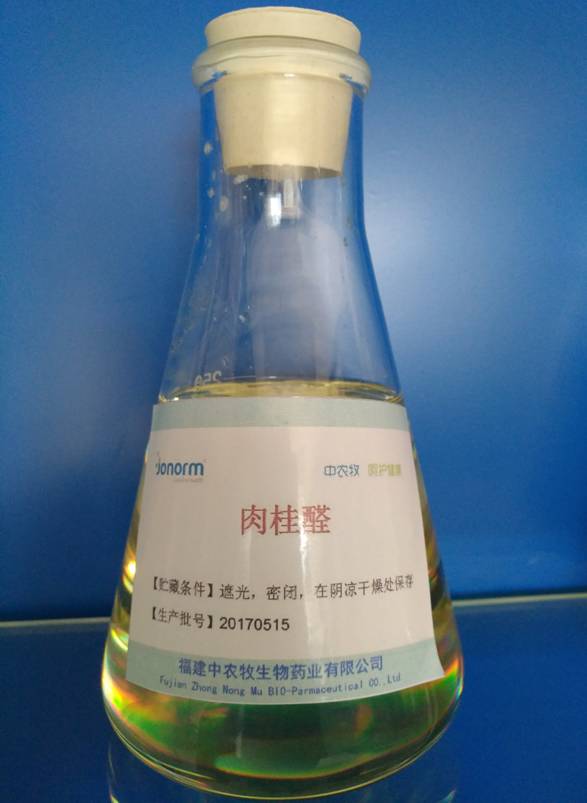 250
Jonorm
中农牧 呵护健康
肉桂醛
【贮藏条件】遮光，密闭，在阴凉干燥处保存
【生产批号】20170515
福建中农牧生物药业有限公司
Fujian Zhong Nong Mu BIO-Parmaceutical CO.,Ltd